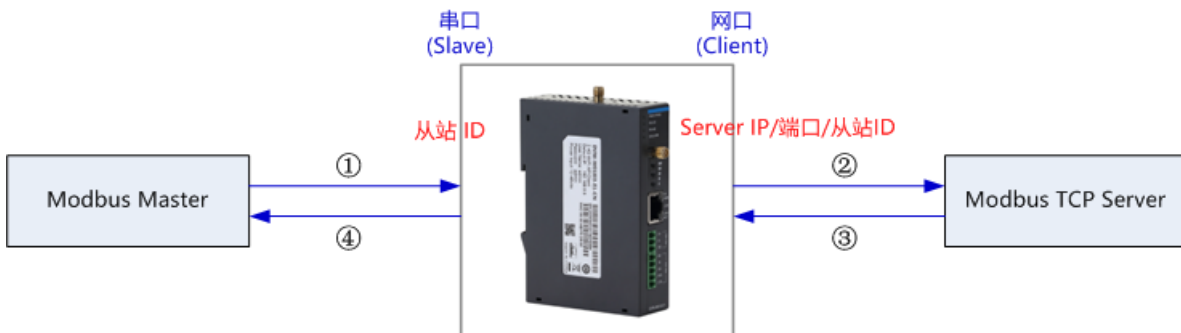 串口
(Slave)
网口
(Client)
从站 ID
Server IP/端口/从站ID
Modbus Master
①
④
②
③
Modbus TCP Server